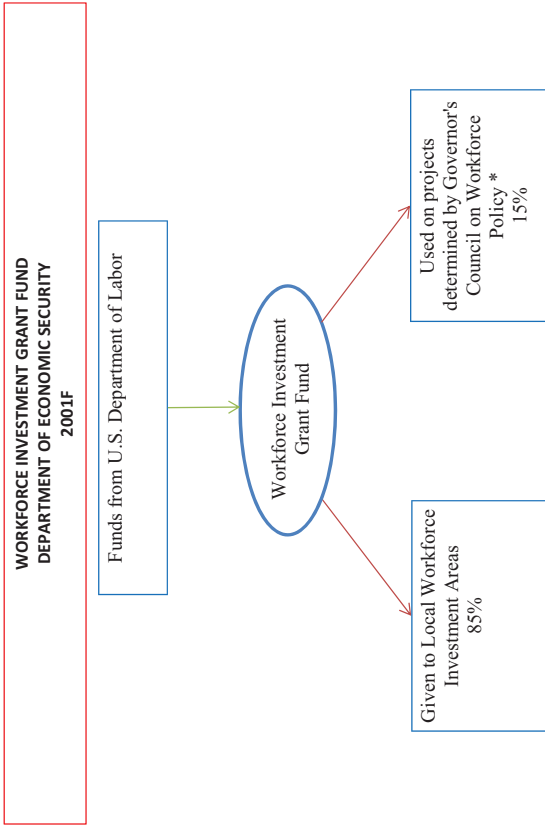 WORKFORCE INVESTMENT GRANT FUND
DEPARTMENT OF ECONOMIC SECURITY
2001F
Funds from U.S. Department of Labor
Workforce Investment
Grant Fund
Given to Local Workforce
Investment Areas
85%
Used on projects
determined by Governor's
Council on Workforce
Policy *
15%